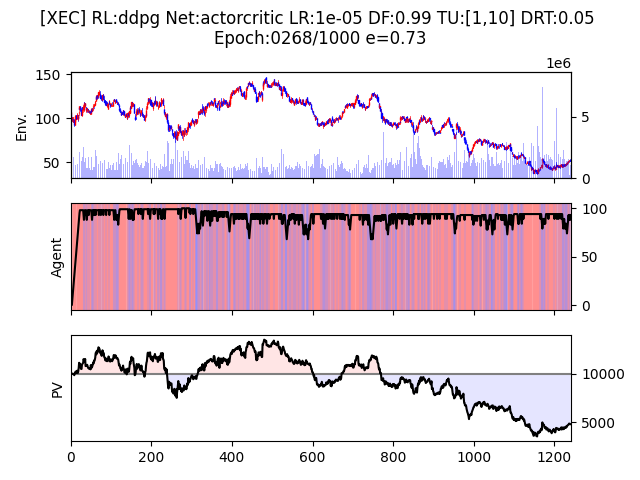 [XEC] RL:ddpg Net:actorcritic LR:1e-05 DF:0.99 TU:[1,10] DRT:0.05
Epoch:0268/1000 e=0.73
1e6
150
100
50
Env.
5
0
Agent
100
50
0
PV
10000
5000
0
200
400
600
800
1000
1200